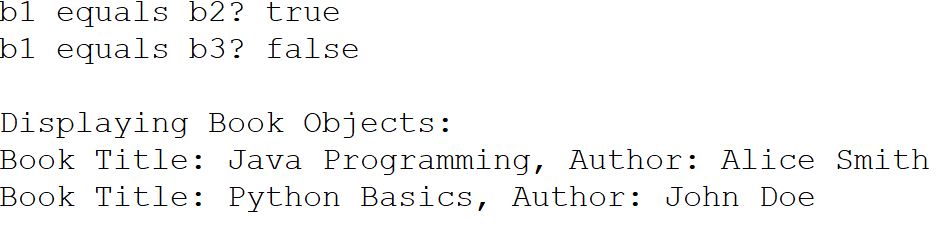 b1 equals b2? true
b1 equals b3? false
Displaying Book Objects:
Book Title: Java Programming, Author: Alice Smith
Book Title: Python Basics, Author: John Doe